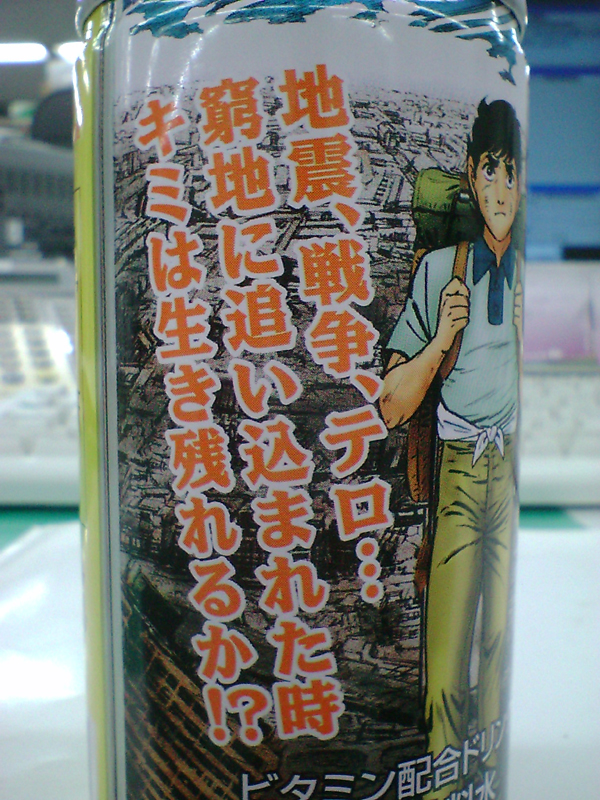 地震、戦争、テロ…
窮地に追い込まれた時
キミは生き残れるか!?
ビタミン配合ドリン